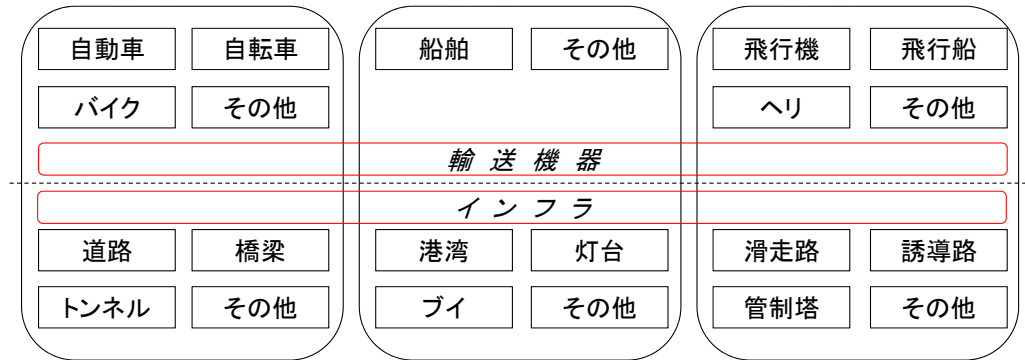 自動車 自転車 船舶 その他 飛行機 飛行船
バイク その他 ヘリ その他
輸送機器
インフラ
道路 橋梁 港湾 灯台 滑走路 誘導路
トンネル その他 ブイ その他 管制塔 その他